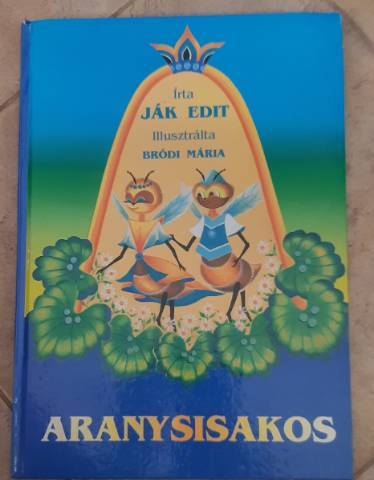 Írta
JÁK EDIT
Illusztrálta
BRÓDI MÁRIA
ARANYSISAKOS